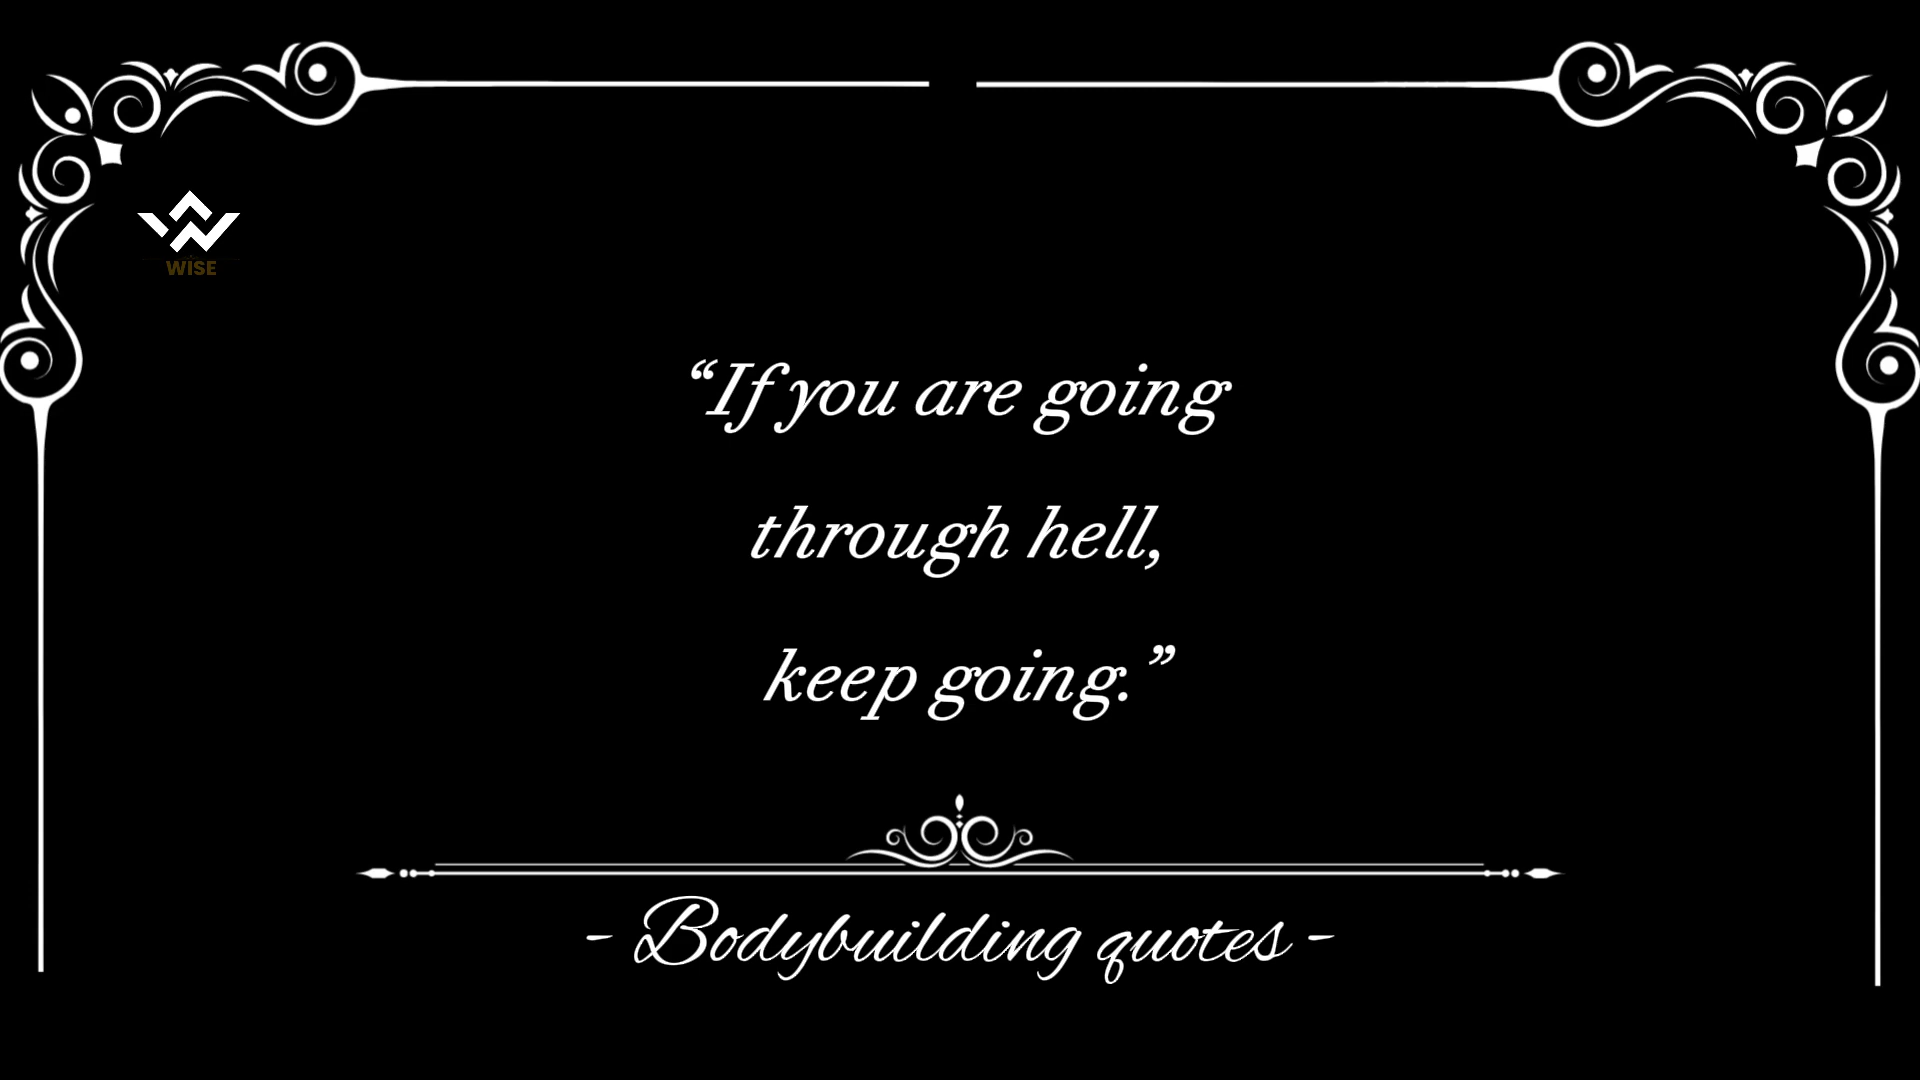 WISE
“If you are going
through hell,
keep going.”
- Bodybuilding quotes -